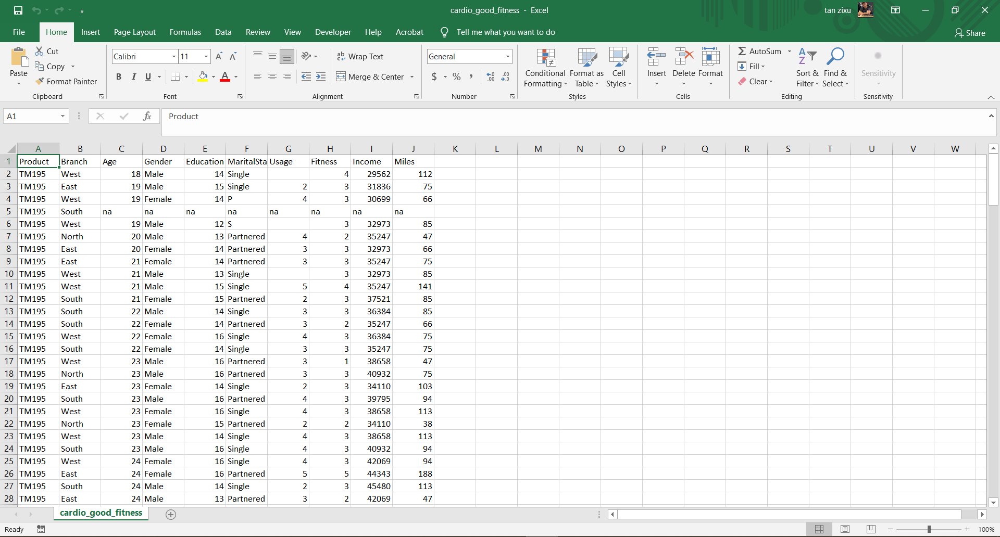 cardio_good_fitness - Excel
tan zixu
File Home Insert Page Layout Formulas Data Review View Developer Help Acrobat Tell me what you want to do Share
Paste
Cut
Copy
Format Painter
Clipboard
Calibri 11
B I U
Font
Wrap Text
Merge & Center
Alignment
General
$ % ,
Number
Conditional Formatting
Format as Table
Cell Styles
Styles
Insert Delete Format
Cells
AutoSum
Fill
Clear
Sort & Filter
Find & Select
Editing
Sensitivity
Sensitivity
A1 fx Product
A B C D E F G H I J K L M N O P Q R S T U V W
1 Product Branch Age Gender Education MaritalSta Usage Fitness Income Miles
2 TM195 West 18 Male 14 Single 4 29562 112
3 TM195 East 19 Male 15 Single 2 3 31836 75
4 TM195 West 19 Female 14 P 4 3 30699 66
5 TM195 South na na na na na na na na
6 TM195 West 19 Male 12 S 3 32973 85
7 TM195 North 20 Male 13 Partnered 4 2 35247 47
8 TM195 East 20 Female 14 Partnered 3 3 32973 66
9 TM195 East 21 Female 14 Partnered 3 3 35247 75
10 TM195 West 21 Male 13 Single 3 32973 85
11 TM195 West 21 Male 15 Single 5 4 35247 141
12 TM195 South 21 Female 15 Partnered 2 3 37521 85
13 TM195 South 22 Male 14 Single 3 3 36384 85
14 TM195 South 22 Female 14 Partnered 3 2 35247 66
15 TM195 West 22 Female 16 Single 4 3 36384 75
16 TM195 South 22 Female 14 Single 3 3 35247 75
17 TM195 West 23 Male 16 Partnered 3 1 38658 47
18 TM195 North 23 Male 16 Partnered 3 3 40932 75
19 TM195 East 23 Female 14 Single 2 3 34110 103
20 TM195 South 23 Male 16 Partnered 4 3 39795 94
21 TM195 West 23 Female 16 Single 4 3 38658 113
22 TM195 North 23 Female 15 Partnered 2 2 34110 38
23 TM195 West 23 Male 14 Single 4 3 38658 113
24 TM195 South 23 Male 16 Single 4 3 40932 94
25 TM195 West 24 Female 16 Single 4 3 42069 94
26 TM195 East 24 Female 16 Partnered 5 5 44343 188
27 TM195 South 24 Male 14 Single 2 3 45480 113
28 TM195 East 24 Male 13 Partnered 3 2 42069 47
cardio_good_fitness
Ready
100%